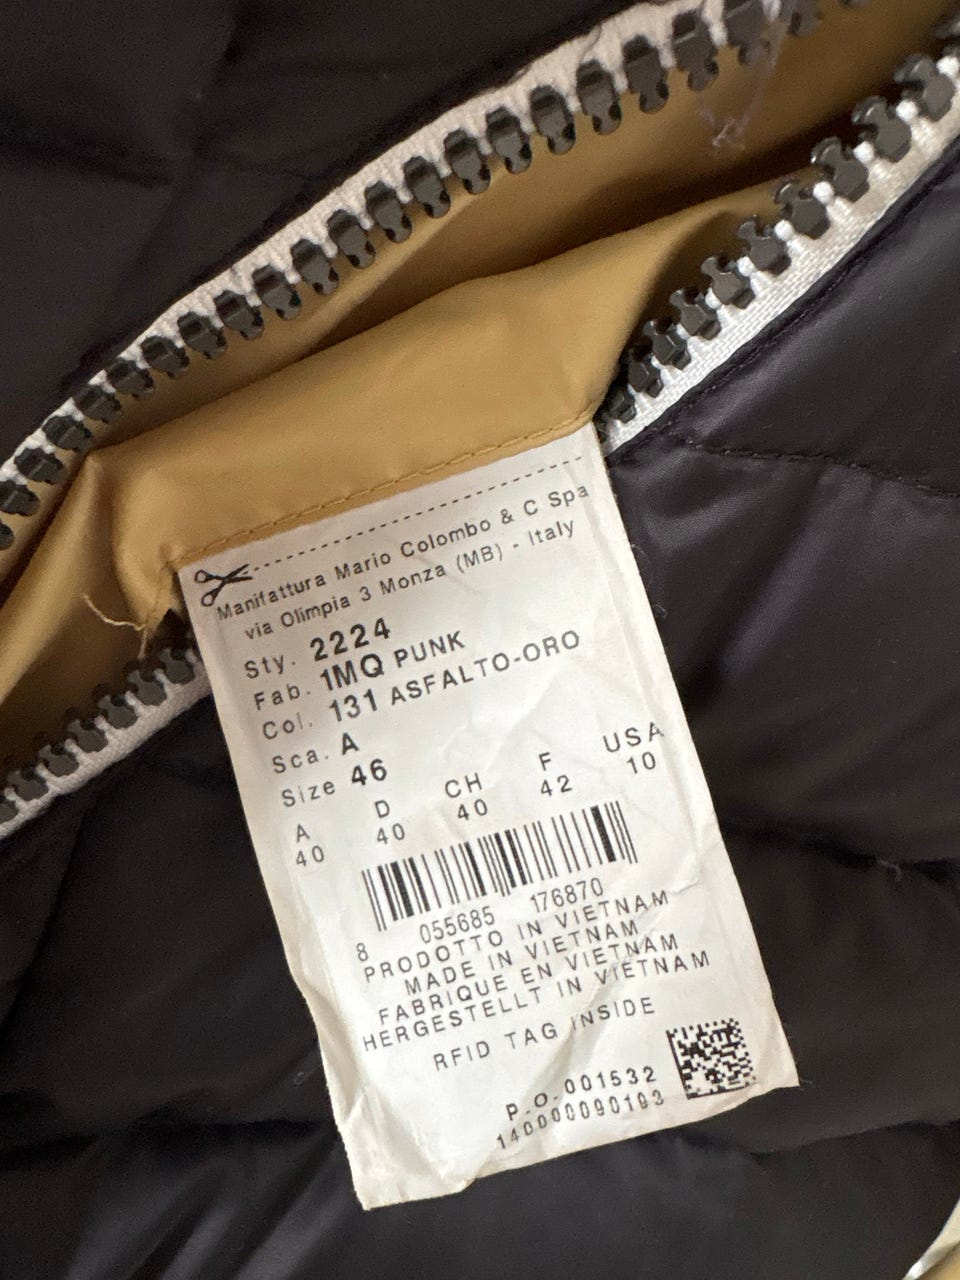 Manifattura Mario Colombo & C Spa
via Olimpia 3 Monza (MB) - Italy
Sty. 2224
Fab. 1MQ PUNK
Col. 131 ASFALTO-ORO
Sca. A
Size 46
A D CH F USA
40 40 40 42 10
8 055685 176870
PRODOTTO IN VIETNAM
MADE IN VIETNAM
FABRIQUE EN VIETNAM
HERGESTELLT IN VIETNAM
RFID TAG INSIDE
P.O. 001532
140000090193